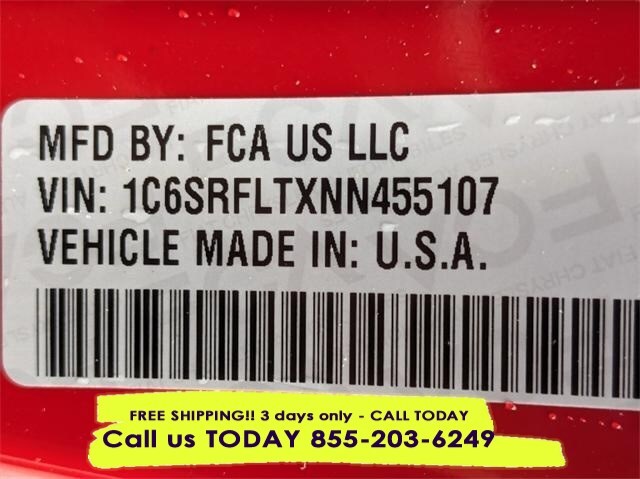 MFD BY: FCA US LLC
VIN: 1C6SRFLTXNN455107
VEHICLE MADE IN: U.S.A.
FREE SHIPPING!! 3 days only - CALL TODAY
Call us TODAY 855-203-6249